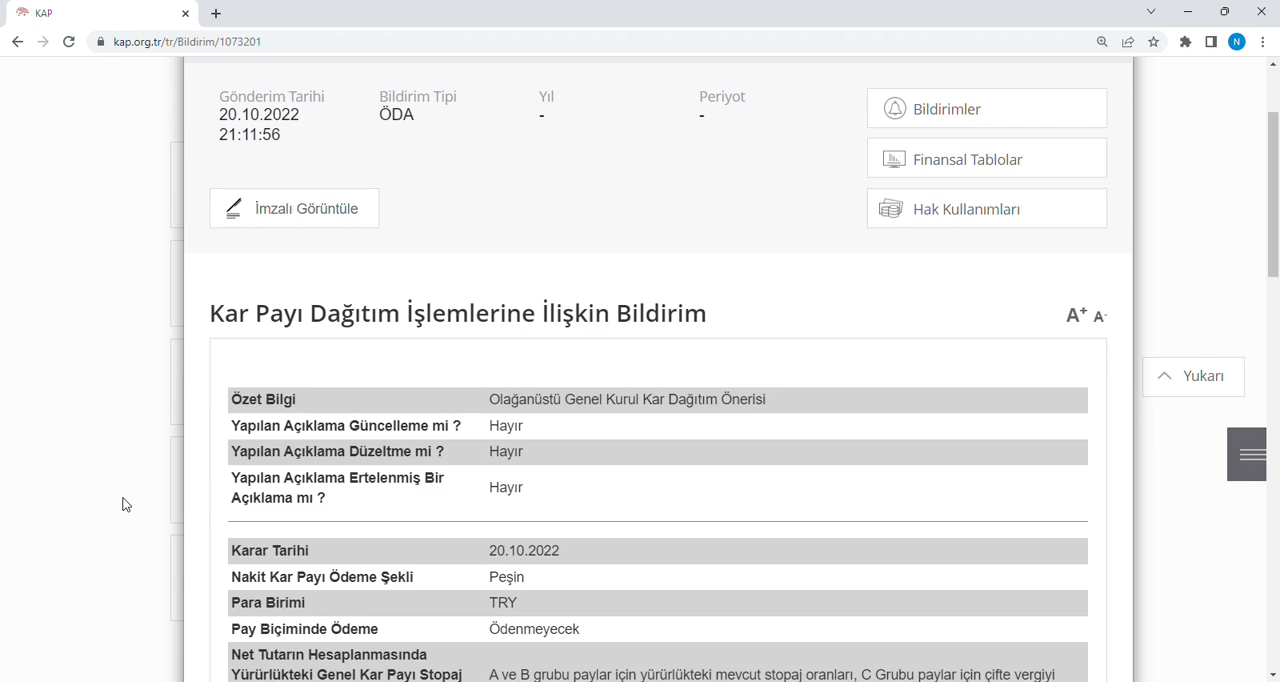 KAP
kap.org.tr/tr/Bildirim/1073201
N
Gönderim Tarihi Bildirim Tipi Yıl Periyot
20.10.2022 ÖDA - -
21:11:56
Bildirimler
Finansal Tablolar
İmzalı Görüntüle Hak Kullanımları
Kar Payı Dağıtım İşlemlerine İlişkin Bildirim A+ A-
Yukarı
Özet Bilgi Olağanüstü Genel Kurul Kar Dağıtım Önerisi
Yapılan Açıklama Güncelleme mi ? Hayır
Yapılan Açıklama Düzeltme mi ? Hayır
Yapılan Açıklama Ertelenmiş Bir
Açıklama mı ? Hayır
Karar Tarihi 20.10.2022
Nakit Kar Payı Ödeme Şekli Peşin
Para Birimi TRY
Pay Biçiminde Ödeme Ödenmeyecek
Net Tutarın Hesaplanmasında
Yürürlükteki Genel Kar Payı Stopaj A ve B grubu paylar için yürürlükteki mevcut stopaj oranları, C Grubu paylar için çifte vergiyi